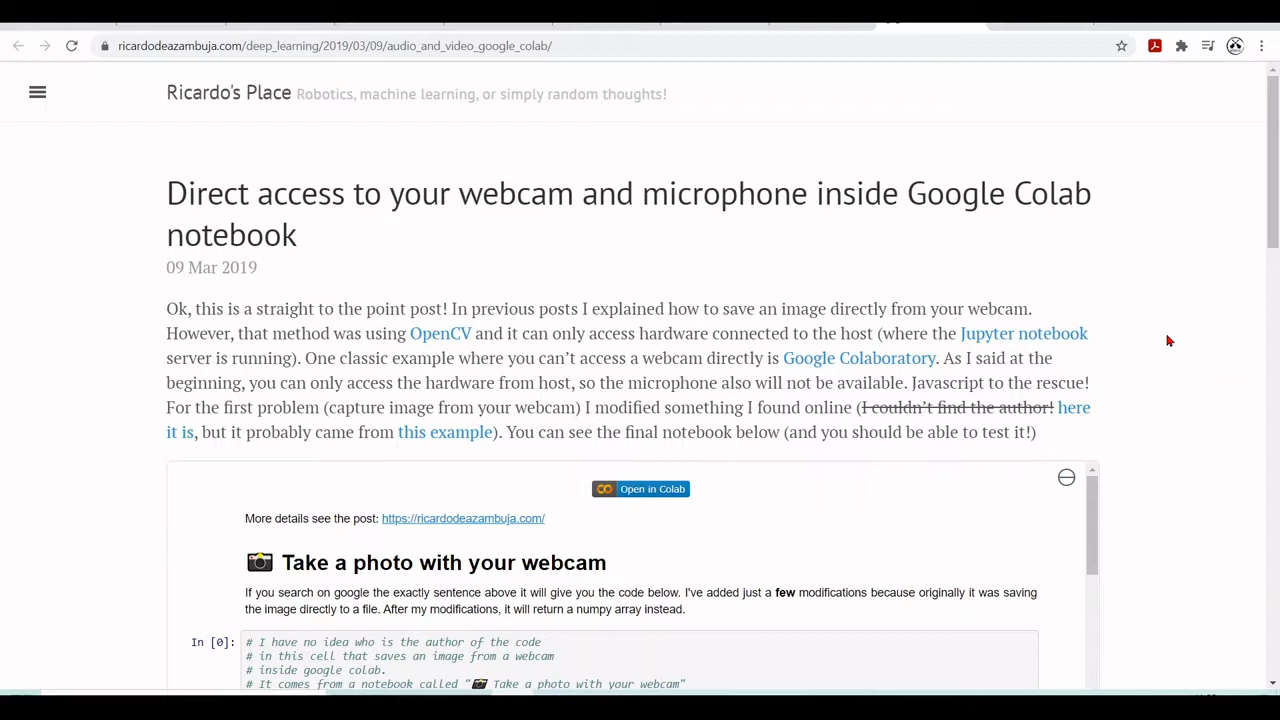 ricardodeazambuja.com/deep_learning/2019/03/09/audio_and_video_google_colab/
Ricardo's Place Robotics, machine learning, or simply random thoughts!
Direct access to your webcam and microphone inside Google Colab
notebook
09 Mar 2019
Ok, this is a straight to the point post! In previous posts I explained how to save an image directly from your webcam.
However, that method was using OpenCV and it can only access hardware connected to the host (where the Jupyter notebook
server is running). One classic example where you can’t access a webcam directly is Google Colaboratory. As I said at the
beginning, you can only access the hardware from host, so the microphone also will not be available. Javascript to the rescue!
For the first problem (capture image from your webcam) I modified something I found online (I couldn’t find the author! here
it is, but it probably came from this example). You can see the final notebook below (and you should be able to test it!)
Open in Colab
More details see the post: https://ricardodeazambuja.com/
Take a photo with your webcam
If you search on google the exactly sentence above it will give you the code below. I've added just a few modifications because originally it was saving
the image directly to a file. After my modifications, it will return a numpy array instead.
In [0]: # I have no idea who is the author of the code
# in this cell that saves an image from a webcam
# inside google colab.
# It comes from a notebook called "📸 Take a photo with your webcam"